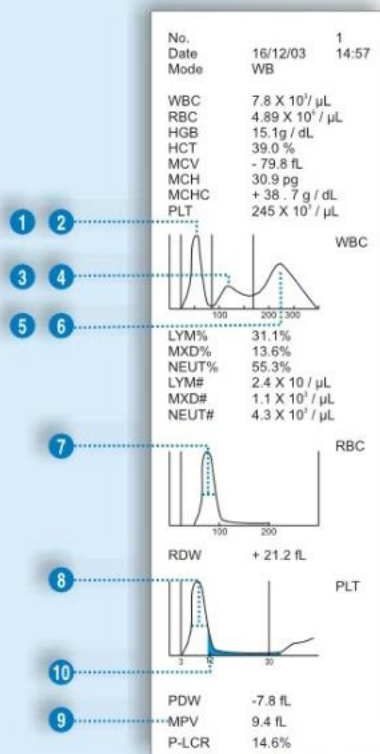 No. 1
Date 16/12/03 14:57
Mode WB
WBC 7.8 X 10³/ µL
RBC 4.89 X 10⁶ / µL
HGB 15.1g / dL
HCT 39.0 %
MCV - 79.8 fL
MCH 30.9 pg
MCHC + 38 . 7 g / dL
PLT 245 X 10³ / µL
1 2
WBC
3 4
5 6
100 200 300
LYM% 31.1%
MXD% 13.6%
NEUT% 55.3%
LYM# 2.4 X 10 / µL
MXD# 1.1 X 10³ / µL
NEUT# 4.3 X 10³ / µL
7 RBC
100 200
RDW + 21.2 fL
8 PLT
3 12 30
10
PDW -7.8 fL
9 MPV 9.4 fL
P-LCR 14.6%